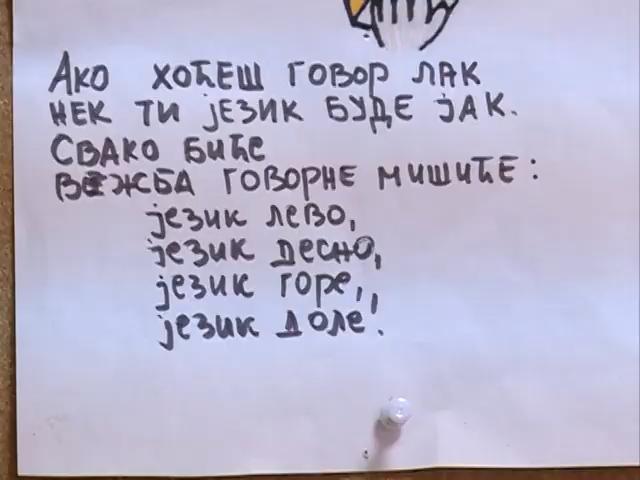 Ако хоћеш говор лак
нек ти језик буде јак.
Свако биће
вежба говорне мишиће:
језик лево,
језик десно,
језик горе,
језик доле!